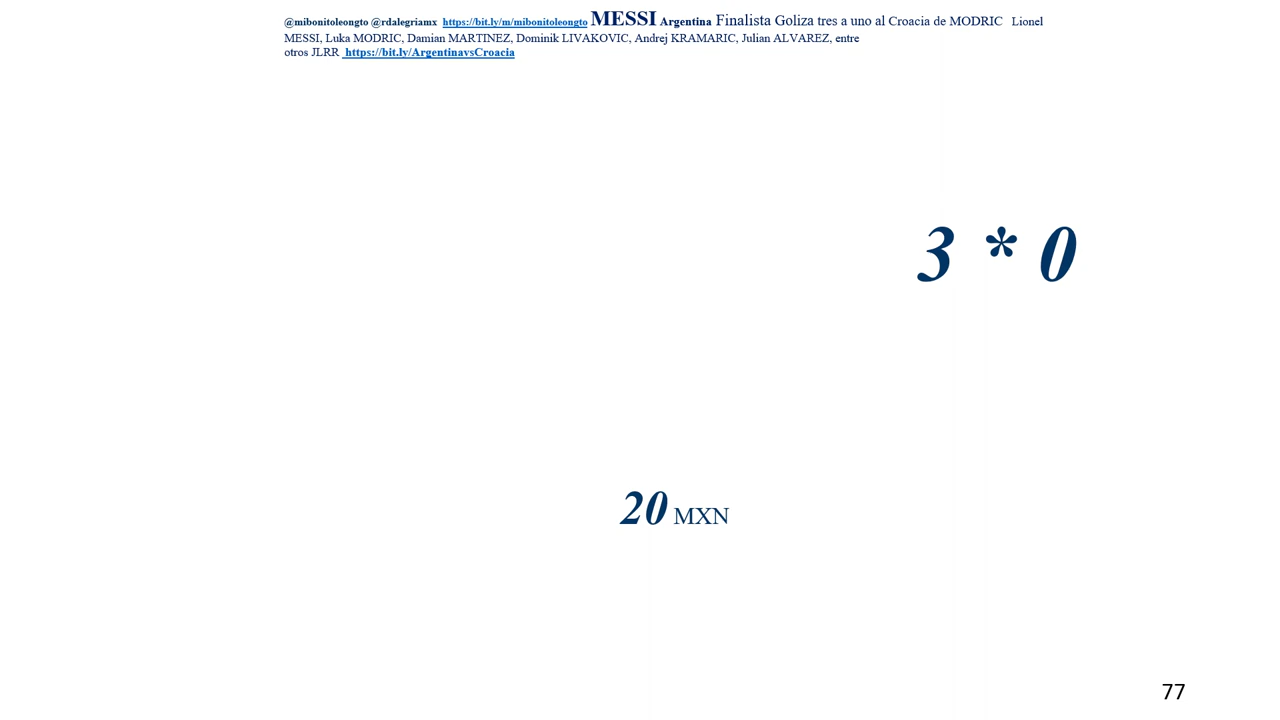 @mibonitoleongto @rdalegriamx https://bit.ly/m/mibonitoleongto MESSI Argentina Finalista Goliza tres a uno al Croacia de MODRIC Lionel
MESSI, Luka MODRIC, Damian MARTINEZ, Dominik LIVAKOVIC, Andrej KRAMARIC, Julian ALVAREZ, entre
otros JLRR https://bit.ly/ArgentinavsCroacia
3 * 0
20 MXN
77